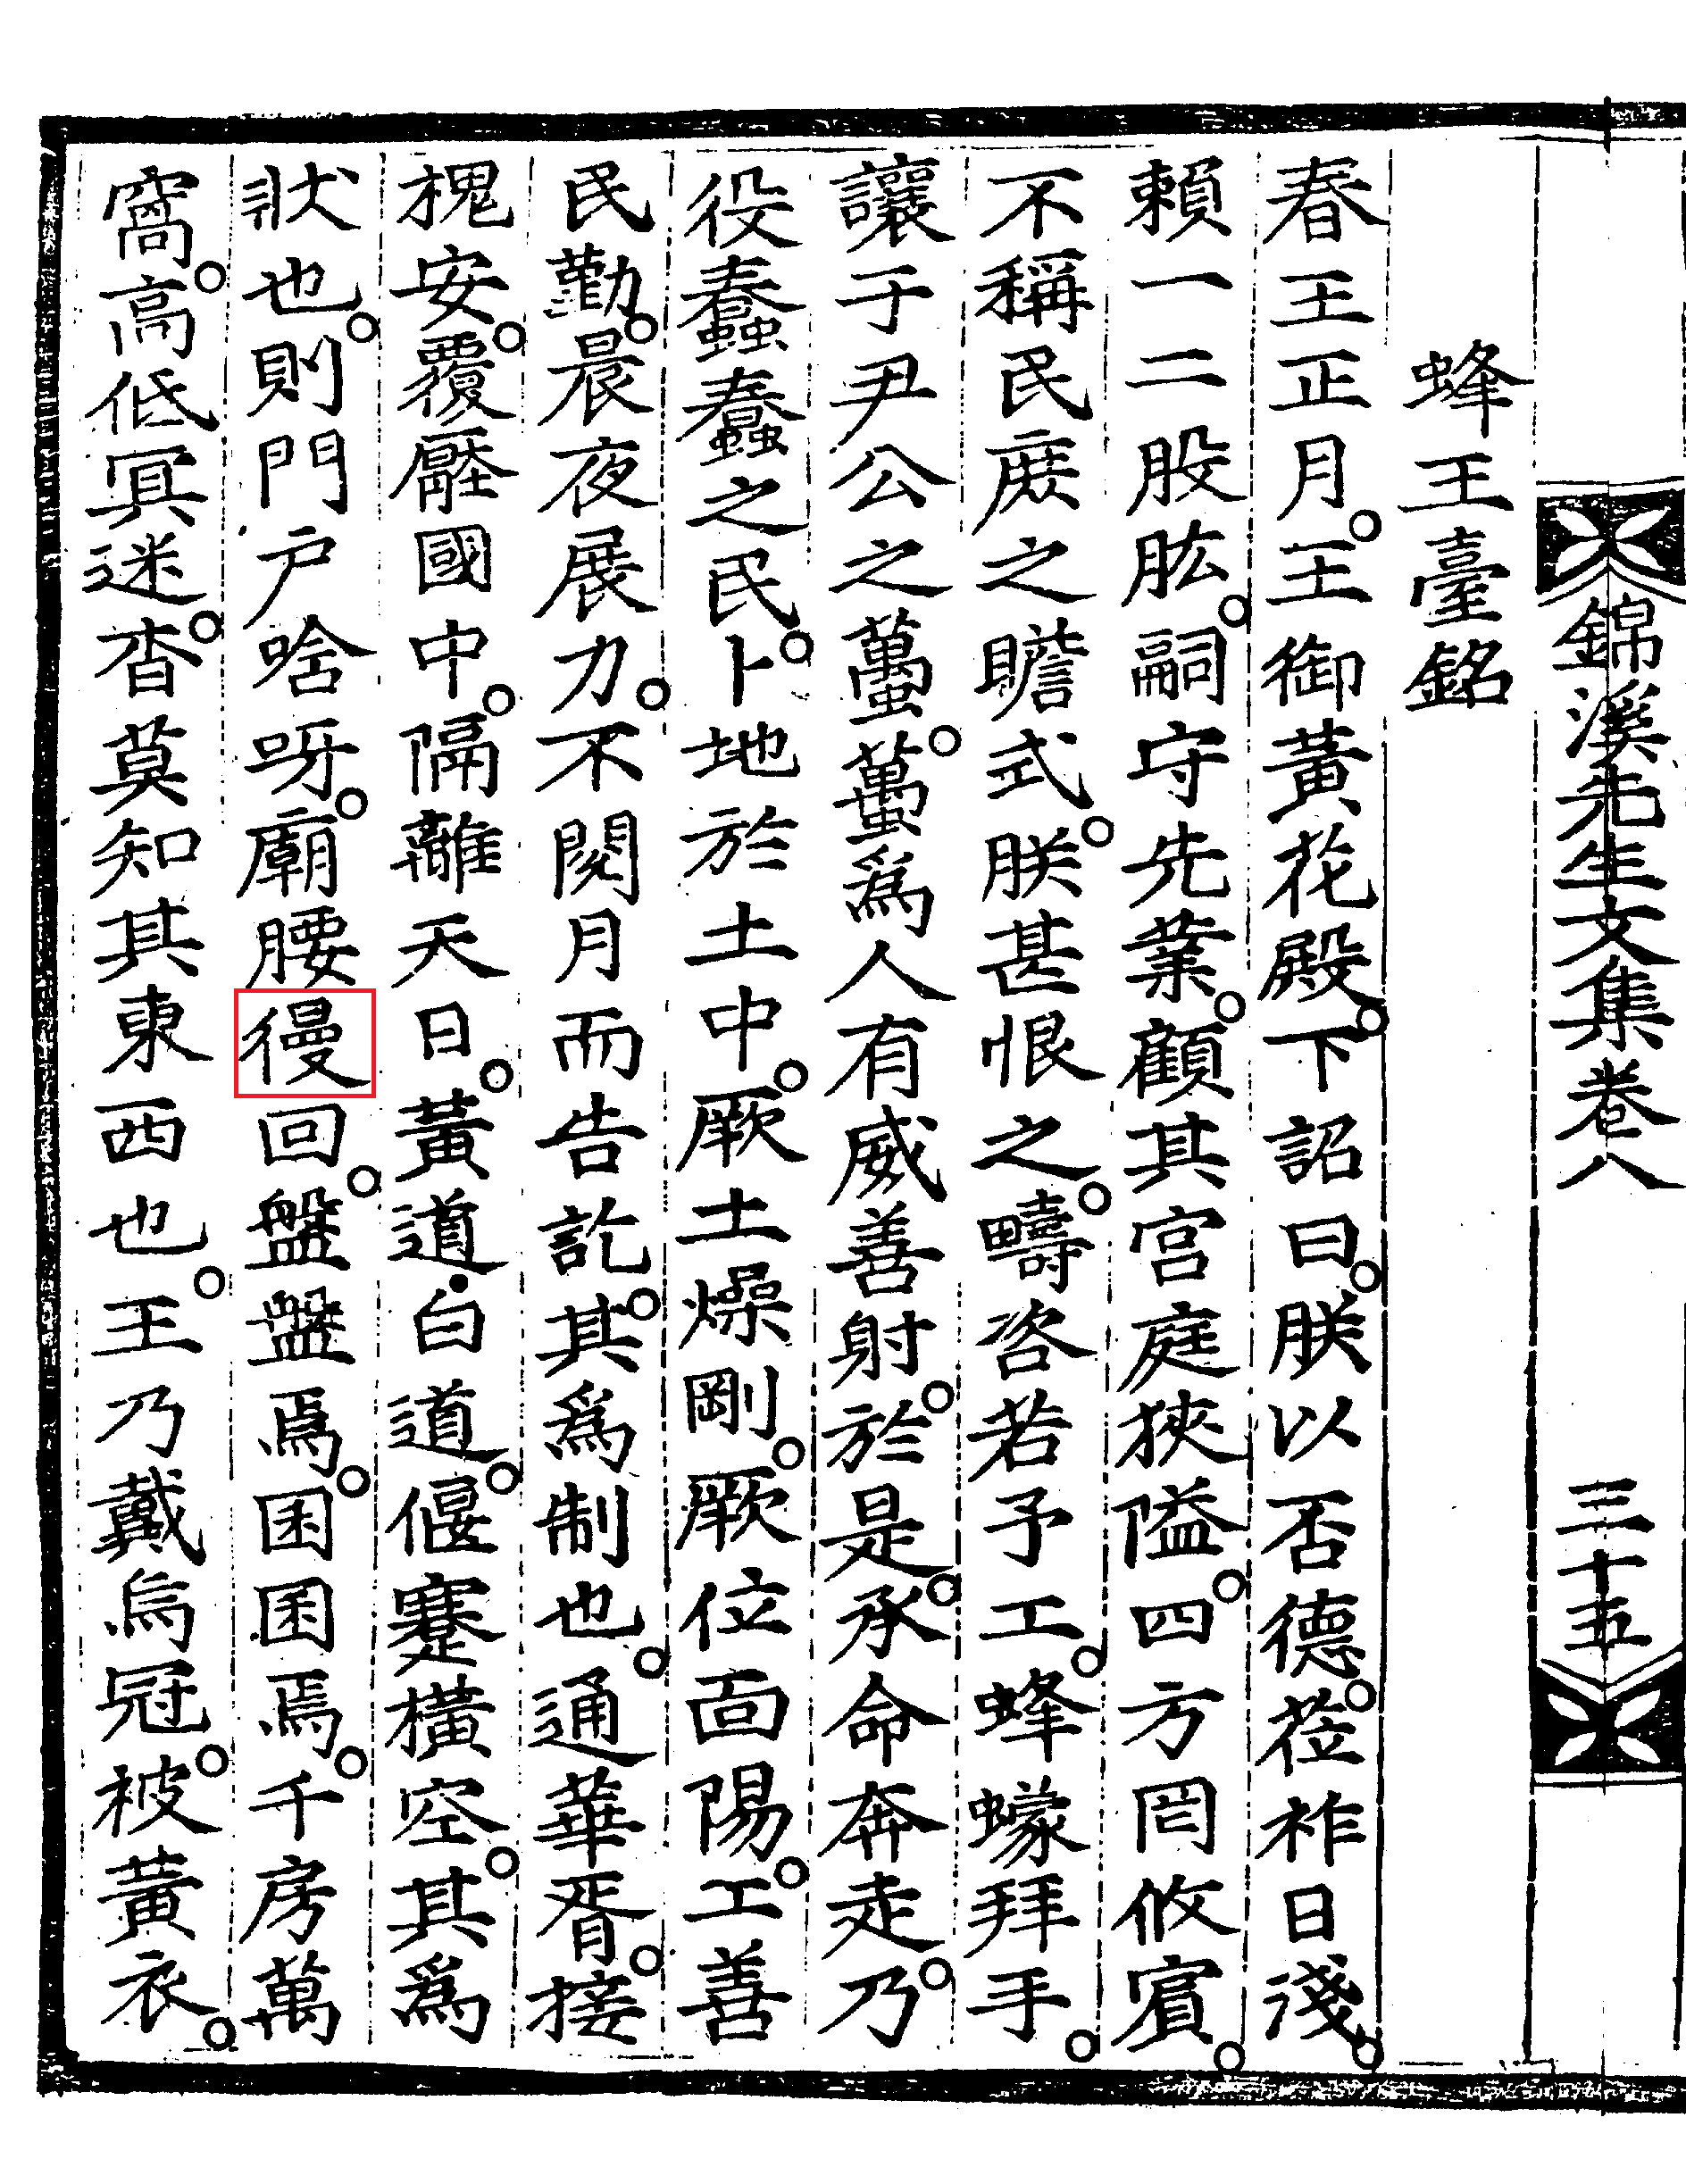 錦溪先生文集卷八 三十五
蜂王臺銘
春王正月王御黃花殿下詔曰朕以否德莅祚日淺
賴一二股肱嗣守先業顧其宮庭狹隘四方罔攸賓
不稱民庶之瞻式朕甚恨之疇咨若予工蜂蠓拜手
讓于尹公之蠆蠆爲人有威善射於是承命奔走乃
役蠢蠢之民卜地於土中厥土燥剛厥位面陽工善
民勤晨夜展力不閱月而告訖其爲制也通華胥接
槐安覆壓國中隔離天日黃道白道偃蹇橫空其爲
狀也則門戶啥呀廟腰回盤盤焉囷囷焉千房萬
窩高低冥迷杳莫知其東西也王乃戴烏冠被黃衣